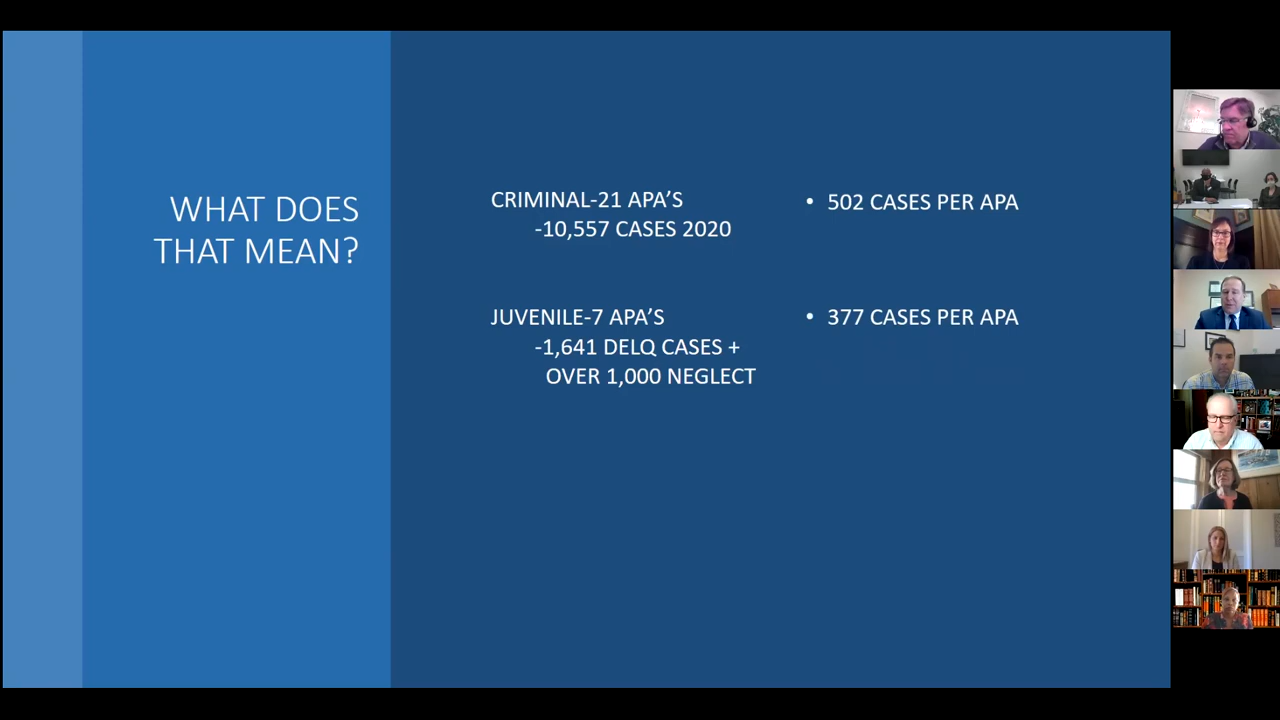 WHAT DOES
THAT MEAN?
CRIMINAL-21 APA’S
-10,557 CASES 2020
• 502 CASES PER APA
JUVENILE-7 APA’S
-1,641 DELQ CASES +
OVER 1,000 NEGLECT
• 377 CASES PER APA